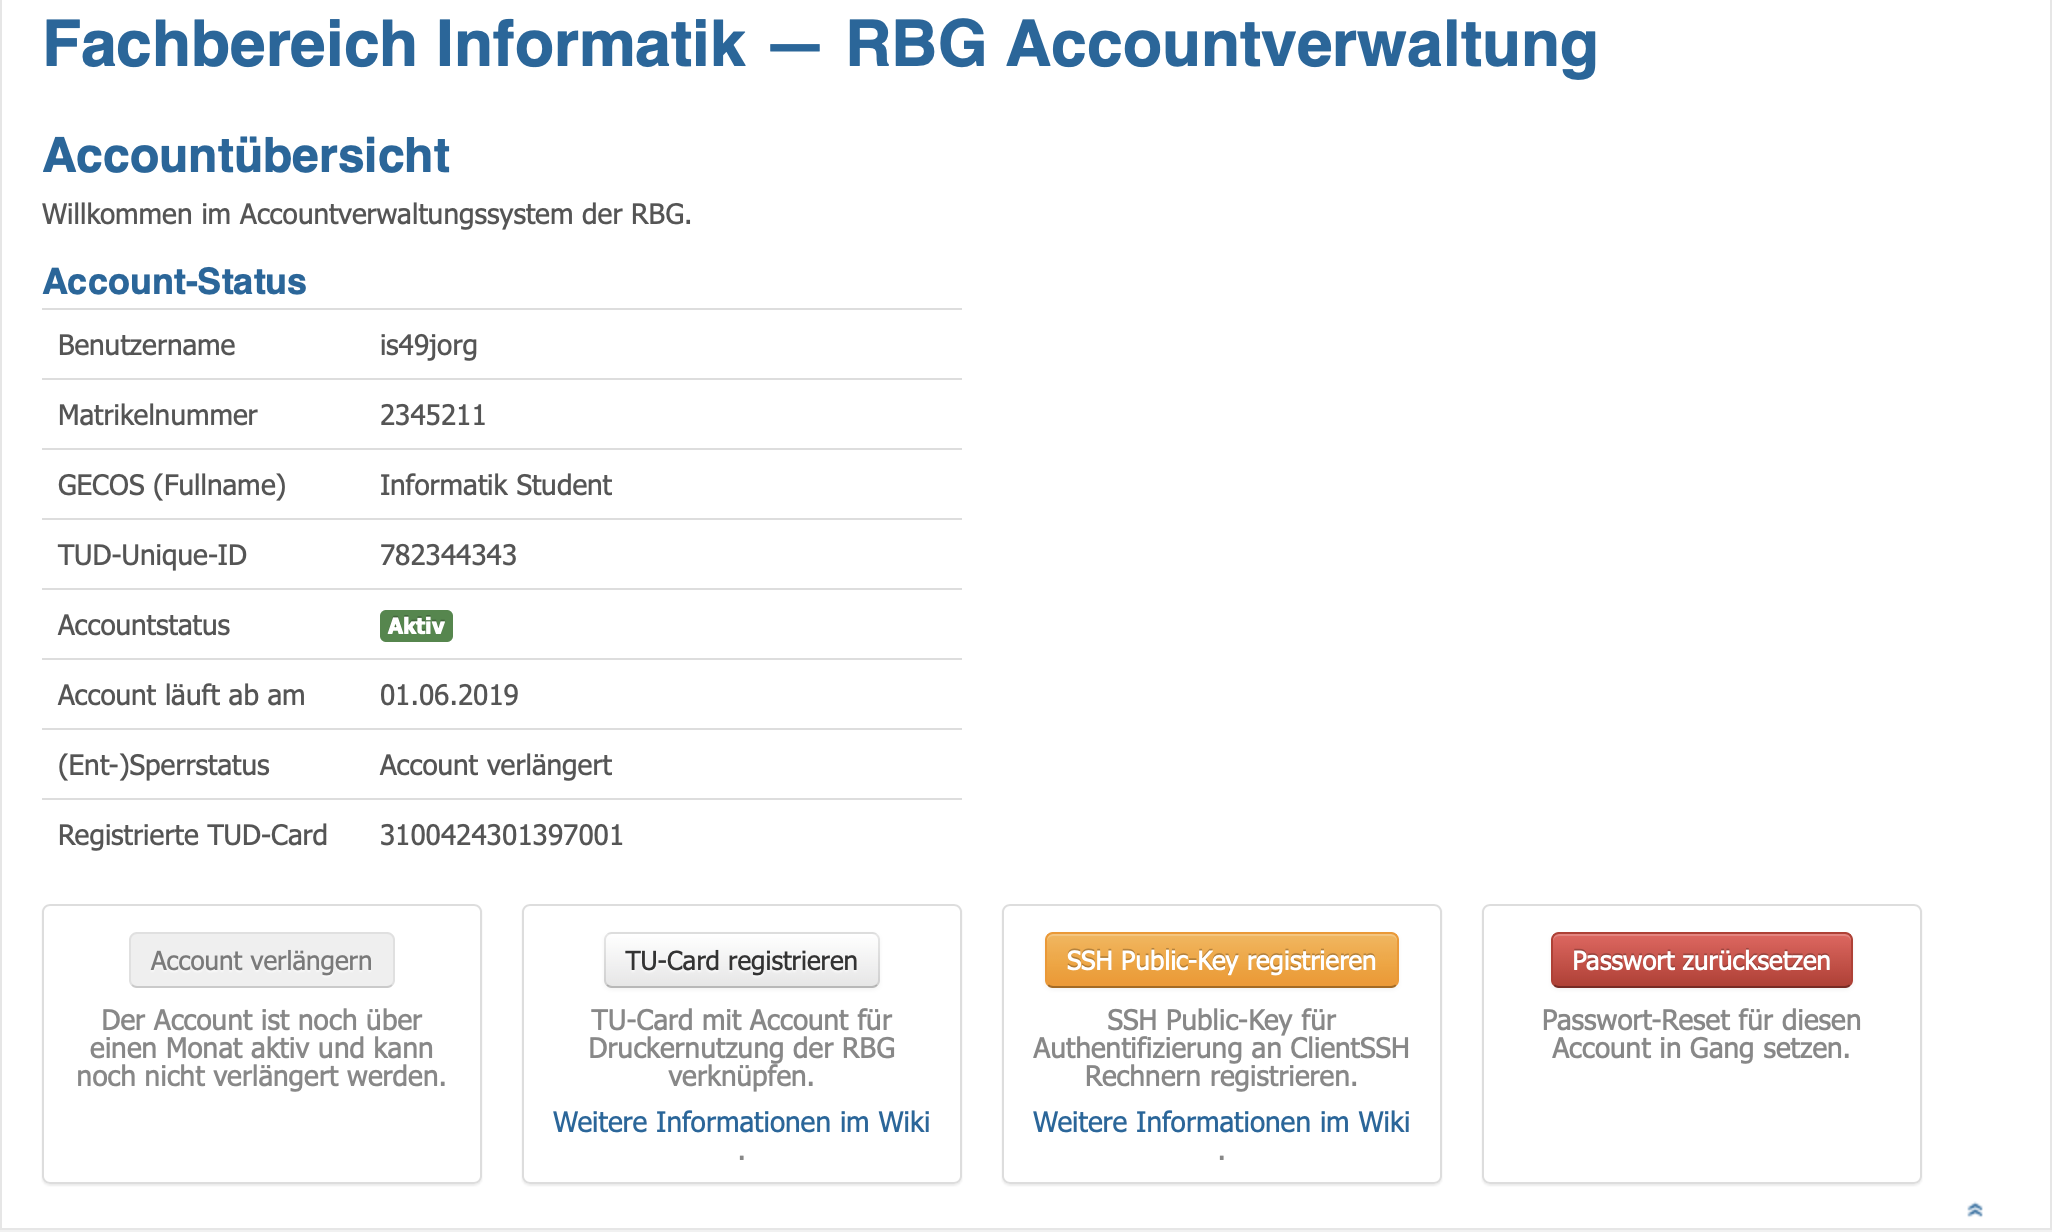 Fachbereich Informatik — RBG Accountverwaltung
Accountübersicht
Willkommen im Accountverwaltungssystem der RBG.
Account-Status
Benutzername is49jorg
Matrikelnummer 2345211
GECOS (Fullname) Informatik Student
TUD-Unique-ID 782344343
Accountstatus Aktiv
Account läuft ab am 01.06.2019
(Ent-)Sperrstatus Account verlängert
Registrierte TUD-Card 3100424301397001
Account verlängern
Der Account ist noch über
einen Monat aktiv und kann
noch nicht verlängert werden.
TU-Card registrieren
TU-Card mit Account für
Druckernutzung der RBG
verknüpfen.
Weitere Informationen im Wiki
.
SSH Public-Key registrieren
SSH Public-Key für
Authentifizierung an ClientSSH
Rechnern registrieren.
Weitere Informationen im Wiki
.
Passwort zurücksetzen
Passwort-Reset für diesen
Account in Gang setzen.